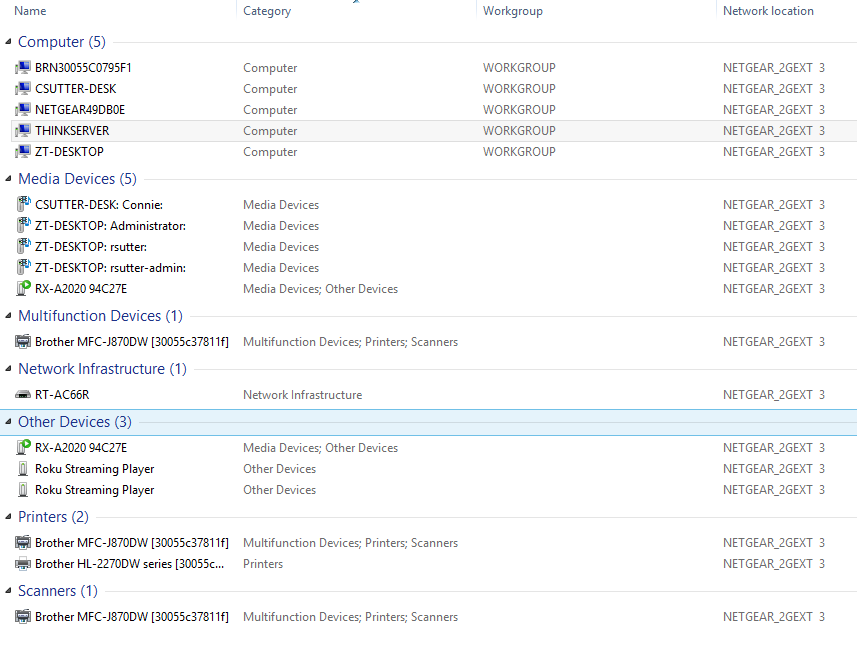 Name Category Workgroup Network location
Computer (5)
BRN30055C0795F1 Computer WORKGROUP NETGEAR_2GEXT 3
CSUTTER-DESK Computer WORKGROUP NETGEAR_2GEXT 3
NETGEAR49DB0E Computer WORKGROUP NETGEAR_2GEXT 3
THINKSERVER Computer WORKGROUP NETGEAR_2GEXT 3
ZT-DESKTOP Computer WORKGROUP NETGEAR_2GEXT 3
Media Devices (5)
CSUTTER-DESK: Connie: Media Devices NETGEAR_2GEXT 3
ZT-DESKTOP: Administrator: Media Devices NETGEAR_2GEXT 3
ZT-DESKTOP: rsutter: Media Devices NETGEAR_2GEXT 3
ZT-DESKTOP: rsutter-admin: Media Devices NETGEAR_2GEXT 3
RX-A2020 94C27E Media Devices; Other Devices NETGEAR_2GEXT 3
Multifunction Devices (1)
Brother MFC-J870DW [30055c37811f] Multifunction Devices; Printers; Scanners NETGEAR_2GEXT 3
Network Infrastructure (1)
RT-AC66R Network Infrastructure NETGEAR_2GEXT 3
Other Devices (3)
RX-A2020 94C27E Media Devices; Other Devices NETGEAR_2GEXT 3
Roku Streaming Player Other Devices NETGEAR_2GEXT 3
Roku Streaming Player Other Devices NETGEAR_2GEXT 3
Printers (2)
Brother MFC-J870DW [30055c37811f] Multifunction Devices; Printers; Scanners NETGEAR_2GEXT 3
Brother HL-2270DW series [30055c... Printers NETGEAR_2GEXT 3
Scanners (1)
Brother MFC-J870DW [30055c37811f] Multifunction Devices; Printers; Scanners NETGEAR_2GEXT 3